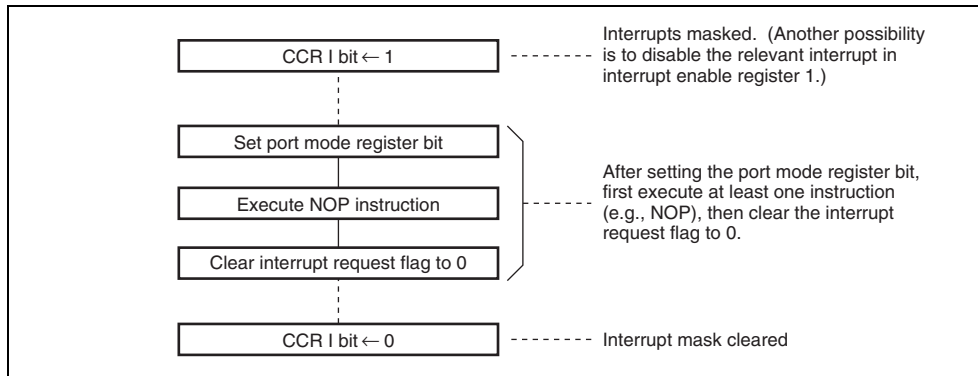 CCR I bit ← 1
Interrupts masked. (Another possibility
is to disable the relevant interrupt in
interrupt enable register 1.)
Set port mode register bit
Execute NOP instruction
Clear interrupt request flag to 0
After setting the port mode register bit,
first execute at least one instruction
(e.g., NOP), then clear the interrupt
request flag to 0.
CCR I bit ← 0
Interrupt mask cleared